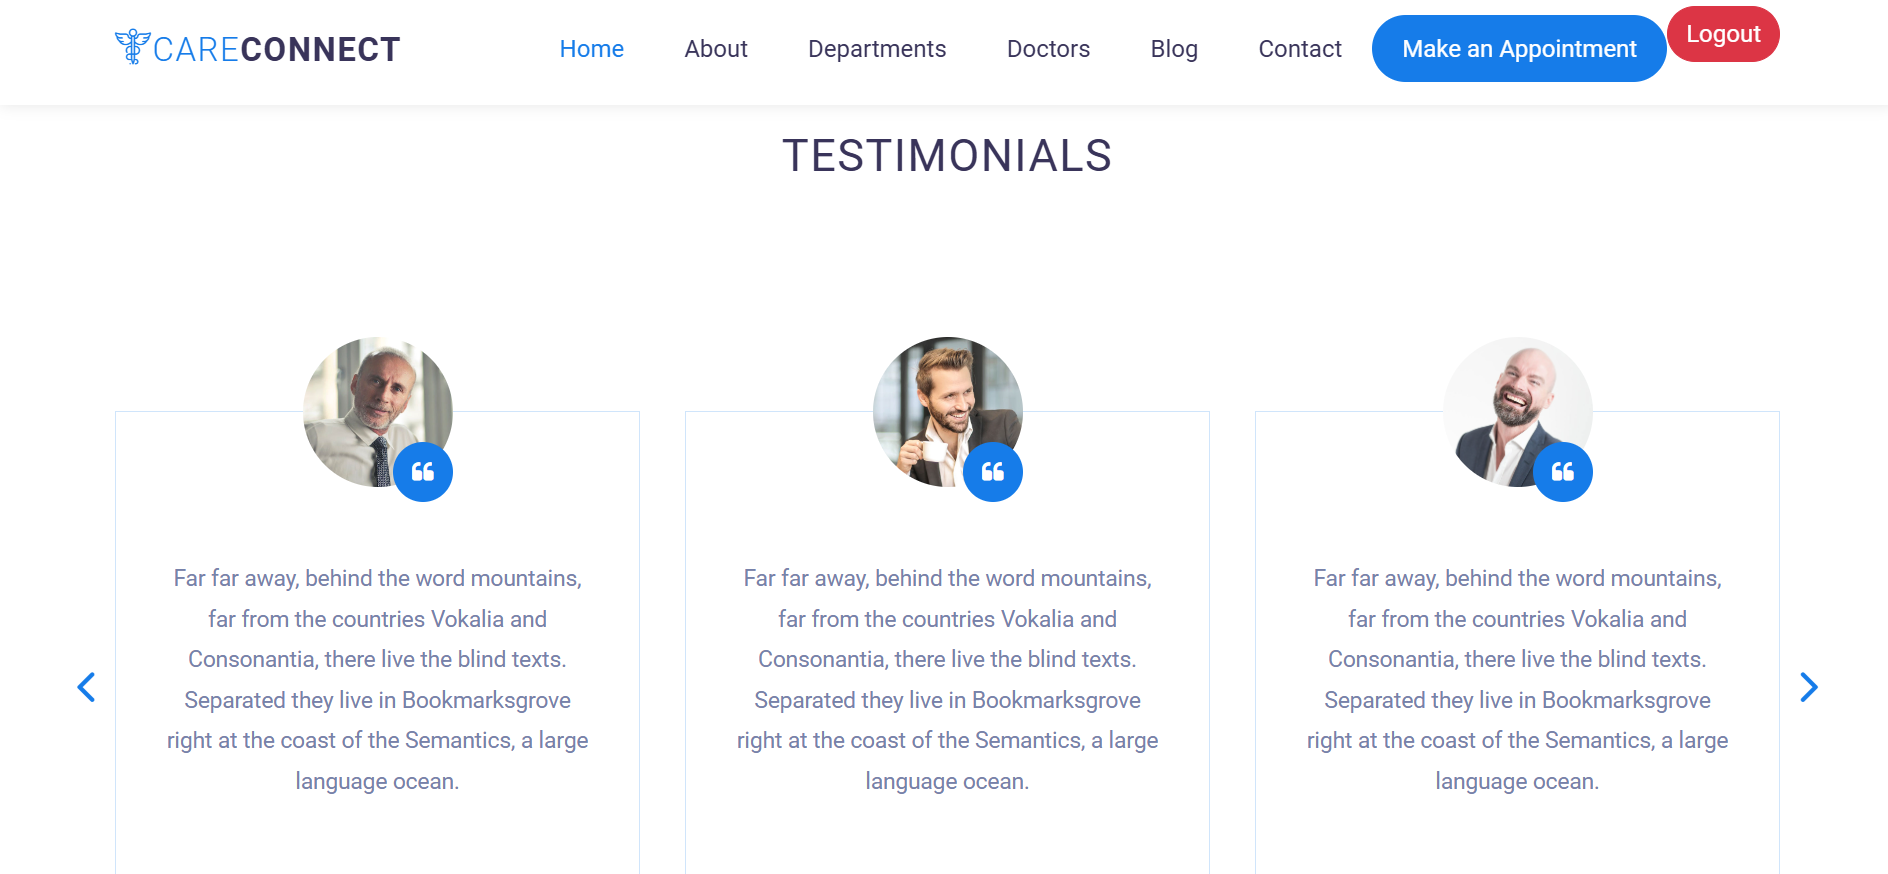 CARECONNECT
Home About Departments Doctors Blog Contact Make an Appointment Logout
TESTIMONIALS
Far far away, behind the word mountains,
far from the countries Vokalia and
Consonantia, there live the blind texts.
Separated they live in Bookmarksgrove
right at the coast of the Semantics, a large
language ocean.
Far far away, behind the word mountains,
far from the countries Vokalia and
Consonantia, there live the blind texts.
Separated they live in Bookmarksgrove
right at the coast of the Semantics, a large
language ocean.
Far far away, behind the word mountains,
far from the countries Vokalia and
Consonantia, there live the blind texts.
Separated they live in Bookmarksgrove
right at the coast of the Semantics, a large
language ocean.